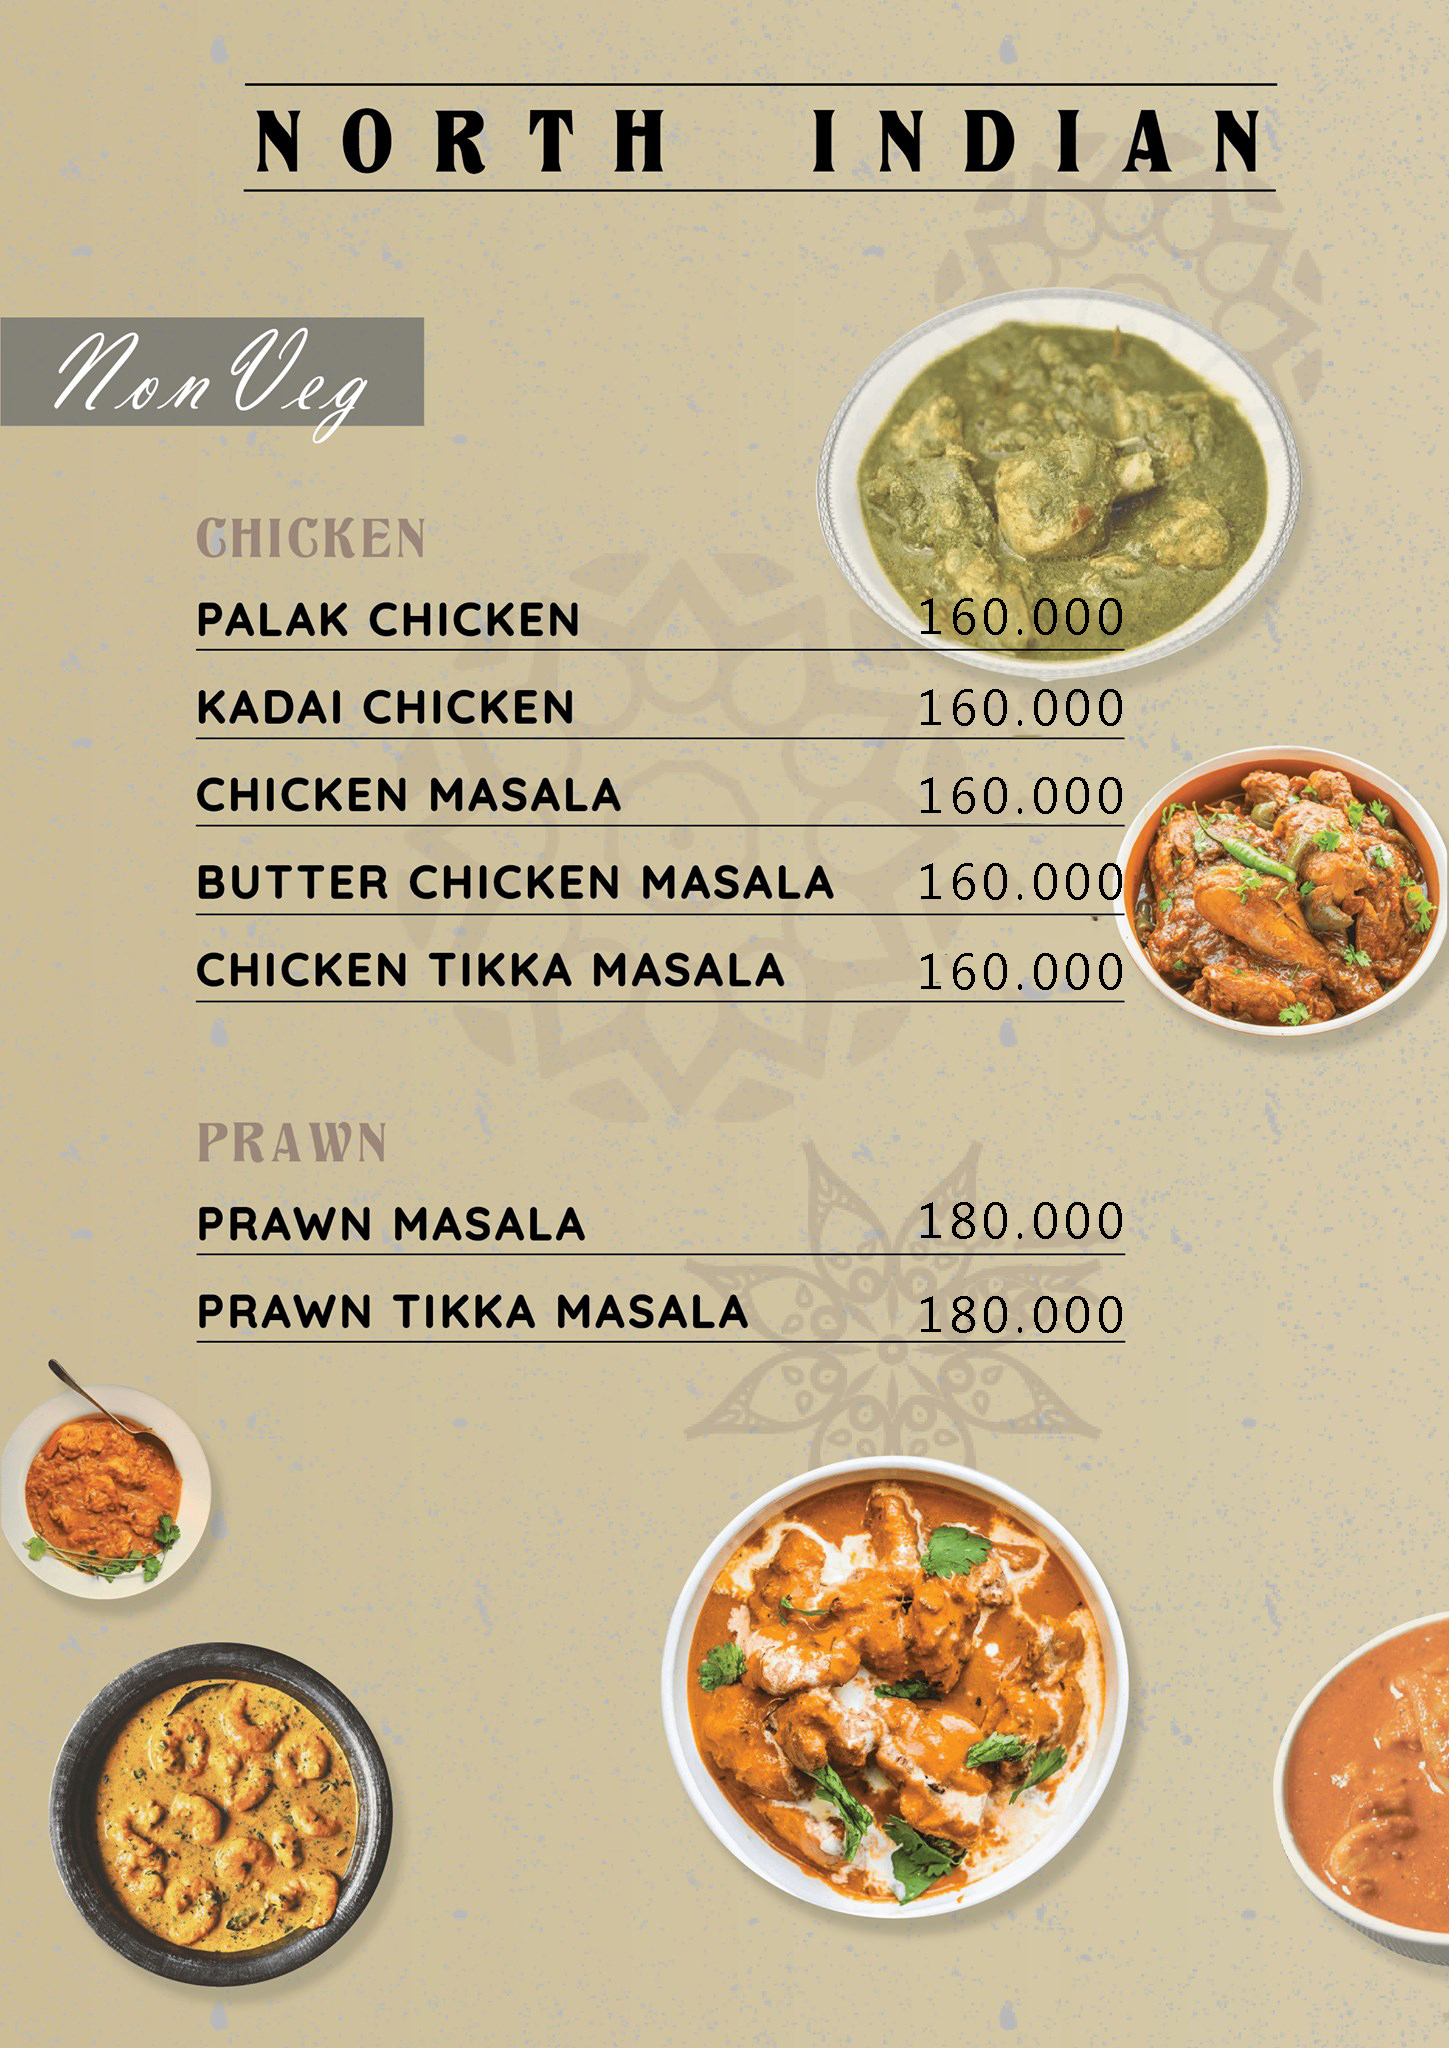 NORTH INDIAN
Non Veg
CHICKEN
PALAK CHICKEN 160.000
KADAI CHICKEN 160.000
CHICKEN MASALA 160.000
BUTTER CHICKEN MASALA 160.000
CHICKEN TIKKA MASALA 160.000
PRAWN
PRAWN MASALA 180.000
PRAWN TIKKA MASALA 180.000